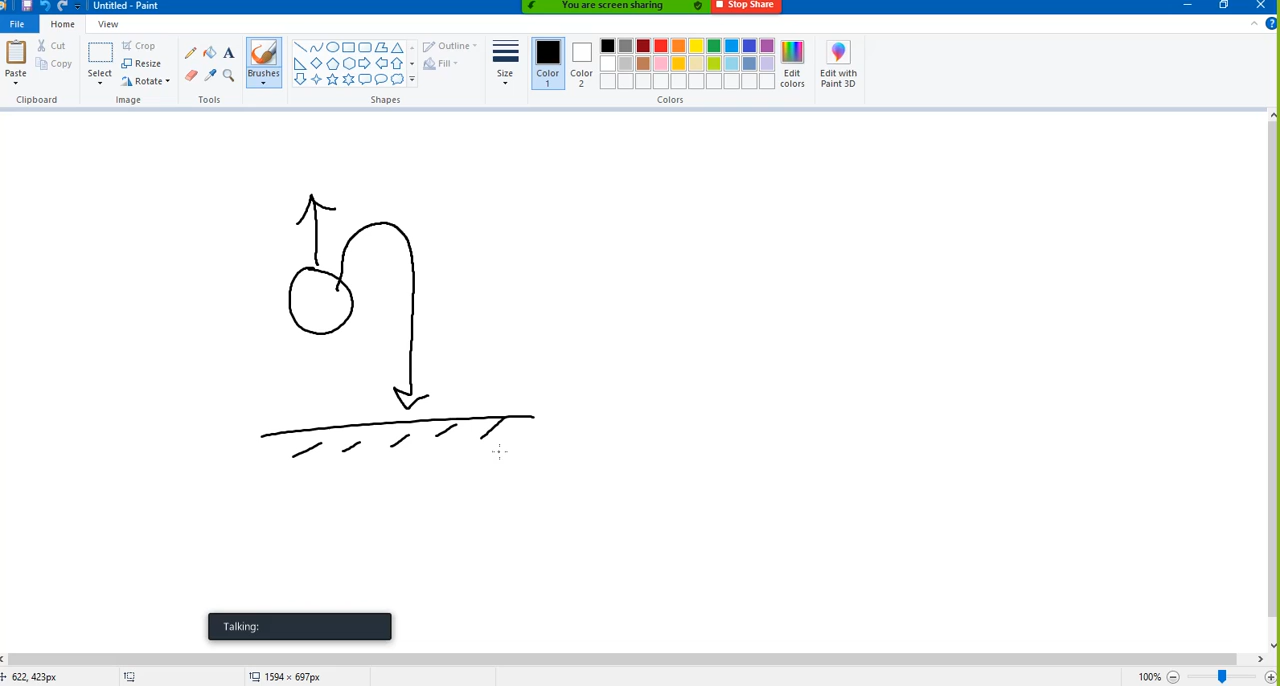 Untitled - Paint
You are screen sharing
Stop Share
File
Home
View
Paste
Cut
Copy
Clipboard
Select
Crop
Resize
Rotate
Image
Tools
Brushes
Outline
Fill
Shapes
Size
Color 1
Color 2
Edit colors
Colors
Edit with Paint 3D
Talking:
622, 423px
1594 × 697px
100%